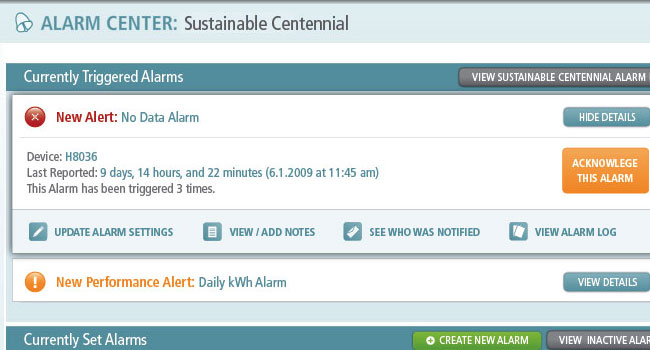 ALARM CENTER: Sustainable Centennial
Currently Triggered Alarms
VIEW SUSTAINABLE CENTENNIAL ALARM
New Alert: No Data Alarm
HIDE DETAILS
Device: H8036
Last Reported: 9 days, 14 hours, and 22 minutes (6.1.2009 at 11:45 am)
This Alarm has been triggered 3 times.
ACKNOWLEGE
THIS ALARM
UPDATE ALARM SETTINGS
VIEW / ADD NOTES
SEE WHO WAS NOTIFIED
VIEW ALARM LOG
New Performance Alert: Daily kWh Alarm
VIEW DETAILS
Currently Set Alarms
CREATE NEW ALARM
VIEW INACTIVE ALAR